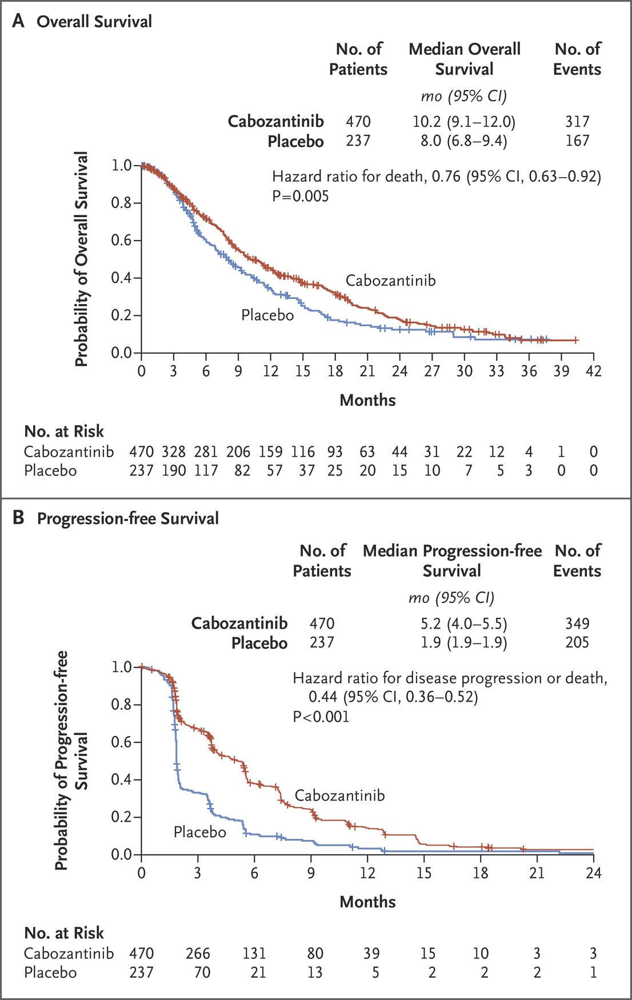 A Overall Survival
No. of Patients Median Overall Survival No. of Events
mo (95% CI)
Cabozantinib 470 10.2 (9.1–12.0) 317
Placebo 237 8.0 (6.8–9.4) 167
Hazard ratio for death, 0.76 (95% CI, 0.63–0.92)
P=0.005
Probability of Overall Survival
1.0
0.8
0.6
0.4
0.2
0.0
Cabozantinib
Placebo
0 3 6 9 12 15 18 21 24 27 30 33 36 39 42
Months
No. at Risk
Cabozantinib 470 328 281 206 159 116 93 63 44 31 22 12 4 1 0
Placebo 237 190 117 82 57 37 25 20 15 10 7 5 3 0 0
B Progression-free Survival
No. of Patients Median Progression-free Survival No. of Events
mo (95% CI)
Cabozantinib 470 5.2 (4.0–5.5) 349
Placebo 237 1.9 (1.9–1.9) 205
Hazard ratio for disease progression or death,
0.44 (95% CI, 0.36–0.52)
P<0.001
Probability of Progression-free
Survival
1.0
0.8
0.6
0.4
0.2
0.0
Cabozantinib
Placebo
0 3 6 9 12 15 18 21 24
Months
No. at Risk
Cabozantinib 470 266 131 80 39 15 10 3 3
Placebo 237 70 21 13 5 2 2 2 1